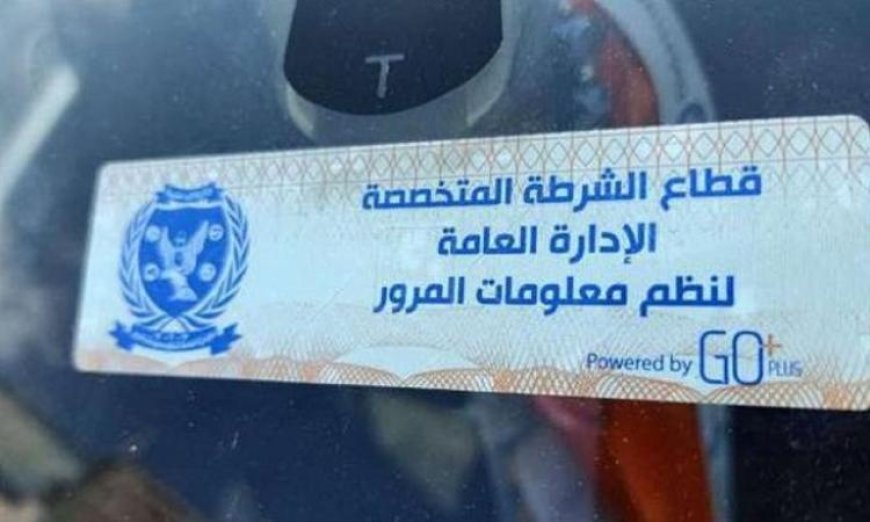 T
قطاع الشرطة المتخصصة
الإدارة العامة
لنظم معلومات المرور
Powered by GO+ PLUS